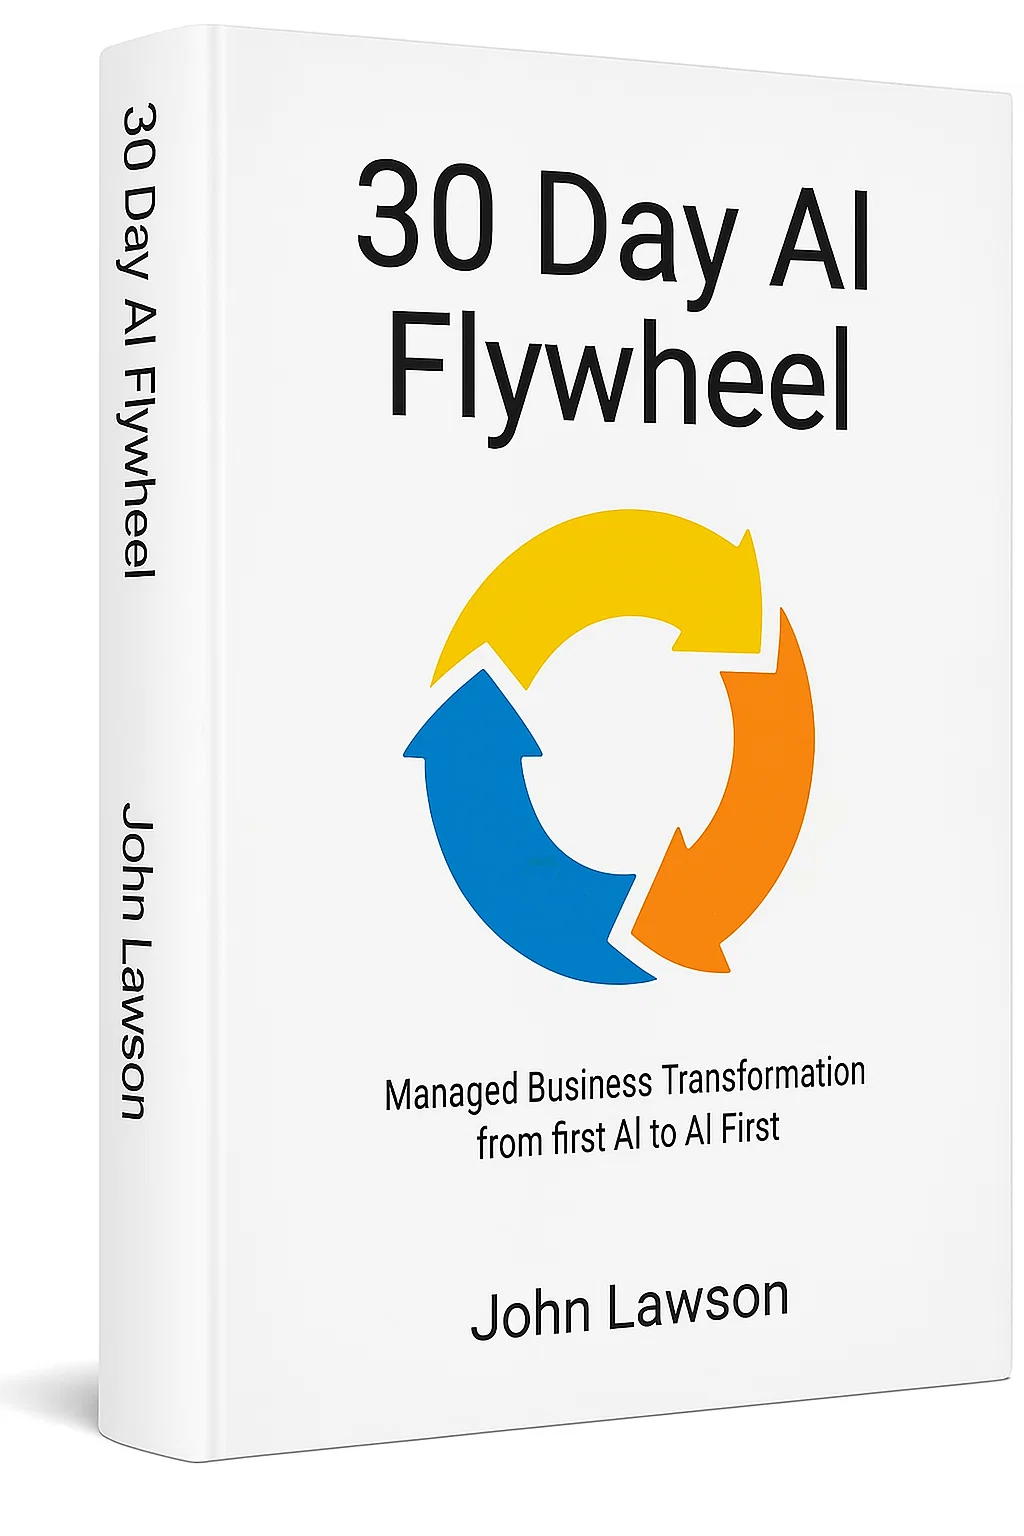 30 Day AI Flywheel
John Lawson
30 Day AI
Flywheel
Managed Business Transformation
from first AI to AI First
John Lawson